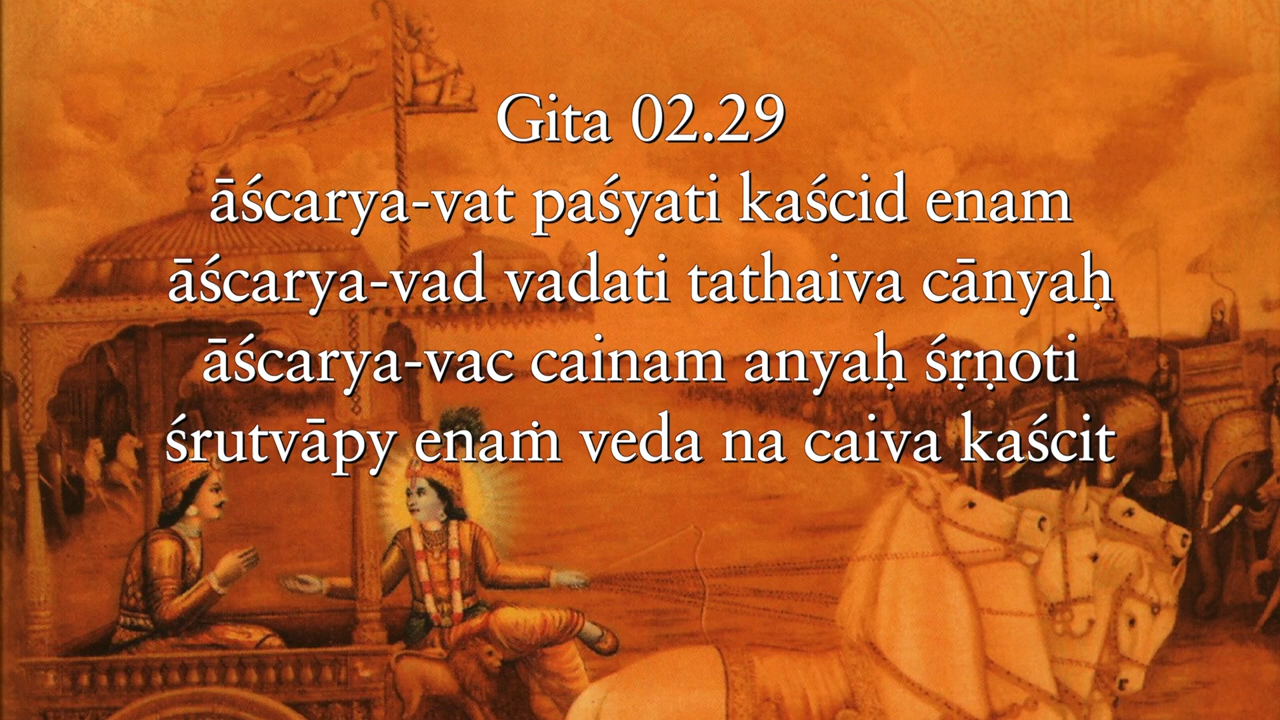 Gita 02.29
āścarya-vat paśyati kaścid enam
āścarya-vad vadati tathaiva cānyaḥ
āścarya-vac cainam anyaḥ śṛṇoti
śrutvāpy enaṁ veda na caiva kaścit